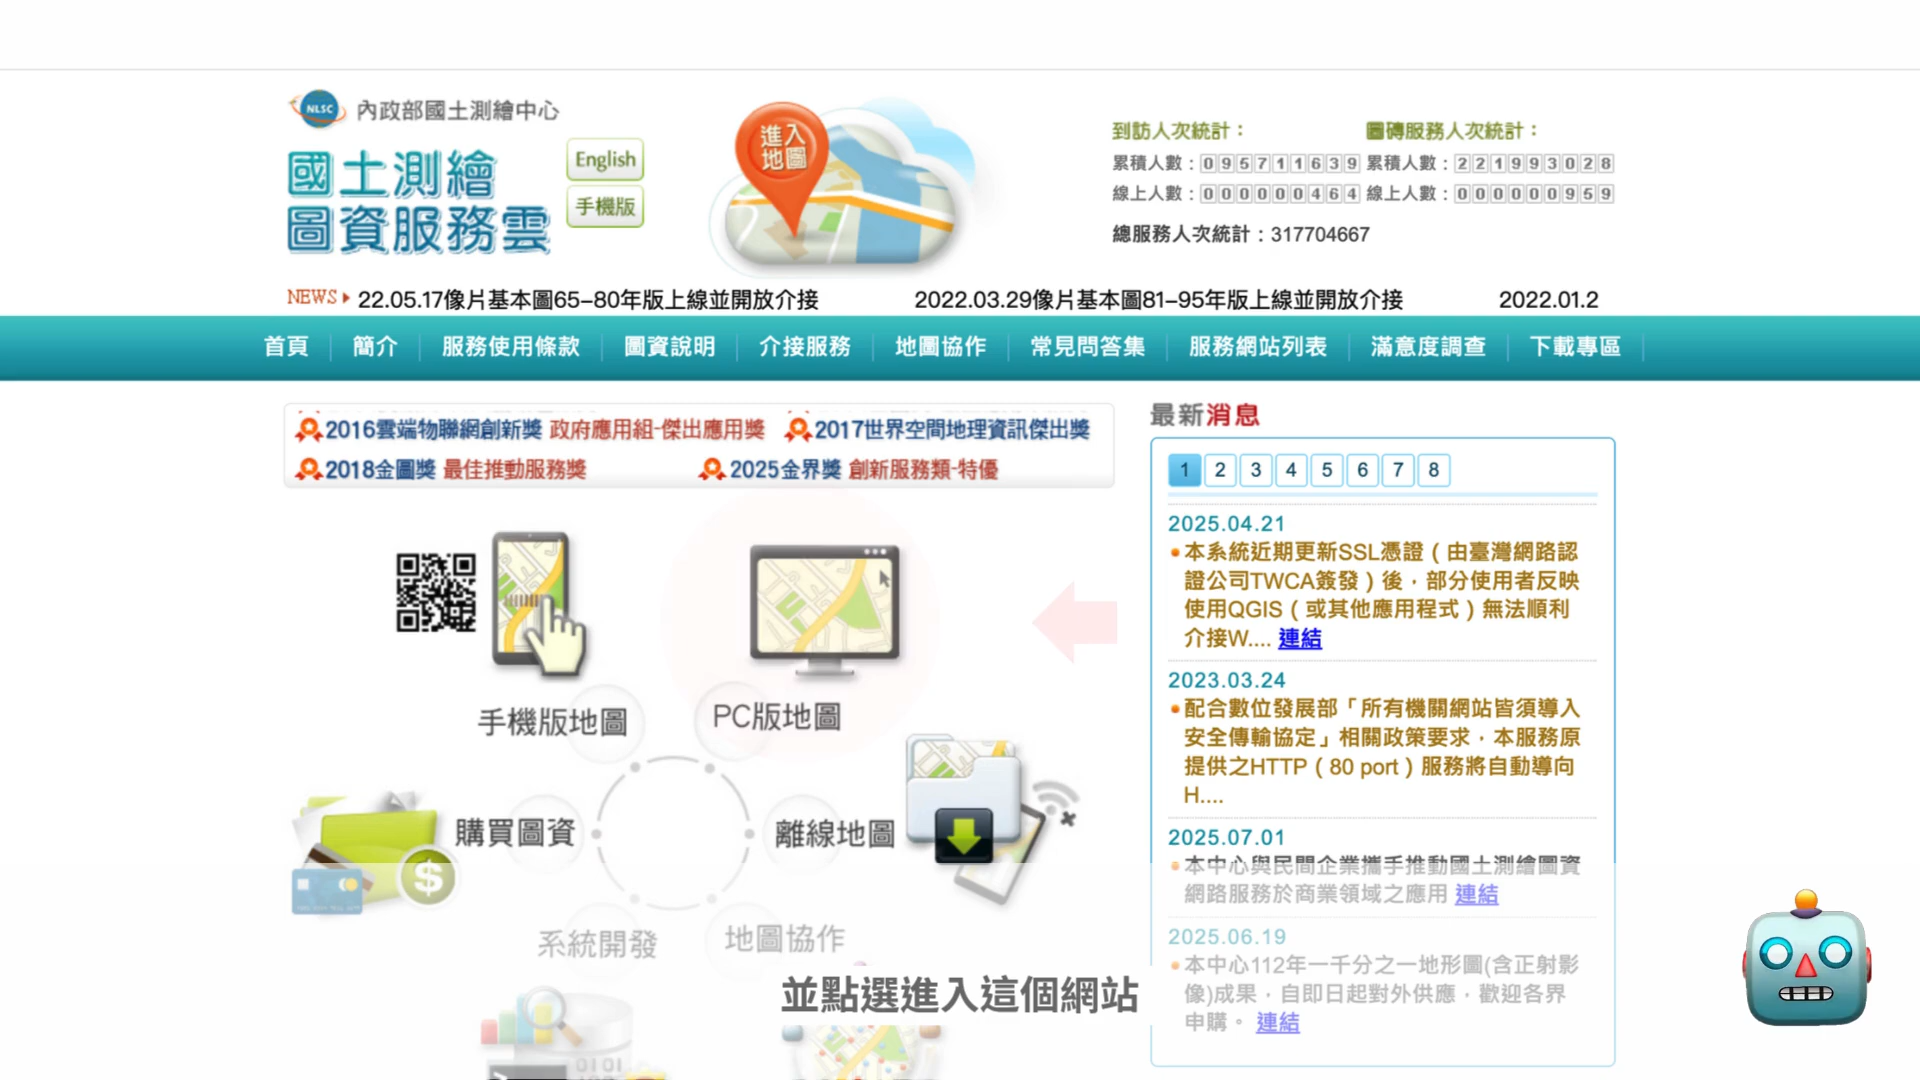 NLSC 內政部國土測繪中心
國土測繪
圖資服務雲
English
手機版
進入
地圖
到訪人次統計：
累積人數：095711639
線上人數：000000464
圖磚服務人次統計：
累積人數：221993028
線上人數：000000959
總服務人次統計：317704667
NEWS 22.05.17像片基本圖65-80年版上線並開放介接 2022.03.29像片基本圖81-95年版上線並開放介接 2022.01.2
首頁 簡介 服務使用條款 圖資說明 介接服務 地圖協作 常見問答集 服務網站列表 滿意度調查 下載專區
2016雲端物聯網創新獎 政府應用組-傑出應用獎 2017世界空間地理資訊傑出獎
2018金圖獎 最佳推動服務獎 2025金界獎 創新服務類-特優
手機版地圖
PC版地圖
購買圖資
離線地圖
系統開發
地圖協作
0101
最新消息
1 2 3 4 5 6 7 8
2025.04.21
本系統近期更新SSL憑證（由臺灣網路認
證公司TWCA簽發）後，部分使用者反映
使用QGIS（或其他應用程式）無法順利
介接W.... 連結
2023.03.24
配合數位發展部「所有機關網站皆須導入
安全傳輸協定」相關政策要求，本服務原
提供之HTTP（80 port）服務將自動導向
H....
2025.07.01
本中心與民間企業攜手推動國土測繪圖資
網路服務於商業領域之應用 連結
2025.06.19
本中心112年一千分之一地形圖(含正射影
像)成果，自即日起對外供應，歡迎各界
申購。 連結
並點選進入這個網站